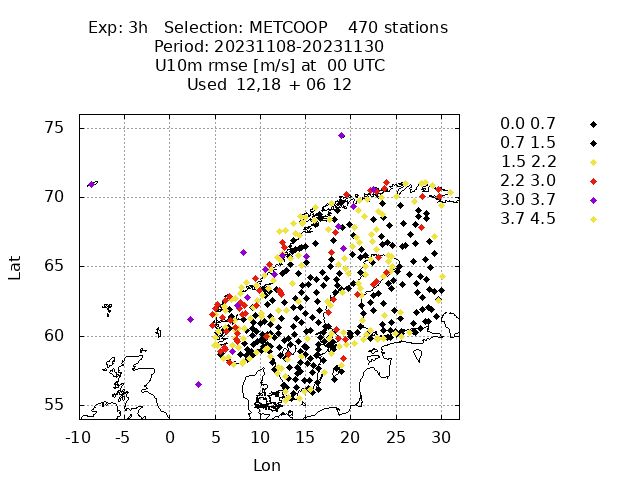 Exp: 3h Selection: METCOOP 470 stations
Period: 20231108-20231130
U10m rmse [m/s] at 00 UTC
Used 12,18 + 06 12
75
70
65
60
55
Lat
-10 -5 0 5 10 15 20 25 30
Lon
0.0 0.7
0.7 1.5
1.5 2.2
2.2 3.0
3.0 3.7
3.7 4.5